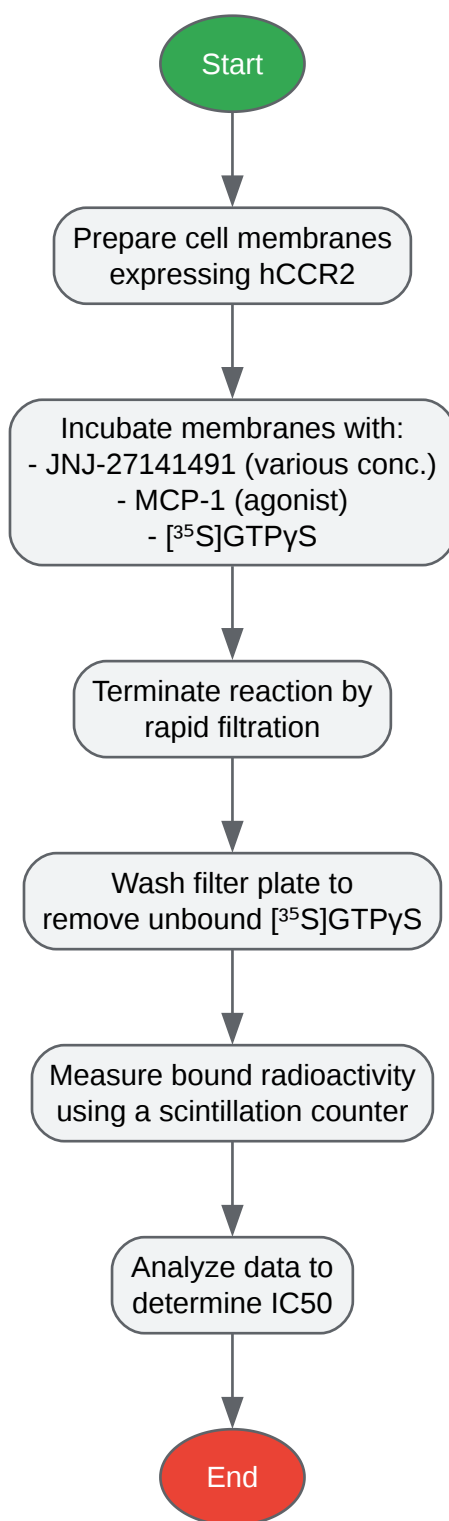 Start
Prepare cell membranes
expressing hCCR2
Incubate membranes with:
- JNJ-27141491 (various conc.)
- MCP-1 (agonist)
- [³⁵S]GTPγS
Terminate reaction by
rapid filtration
Wash filter plate to
remove unbound [³⁵S]GTPγS
Measure bound radioactivity
using a scintillation counter
Analyze data to
determine IC50
End